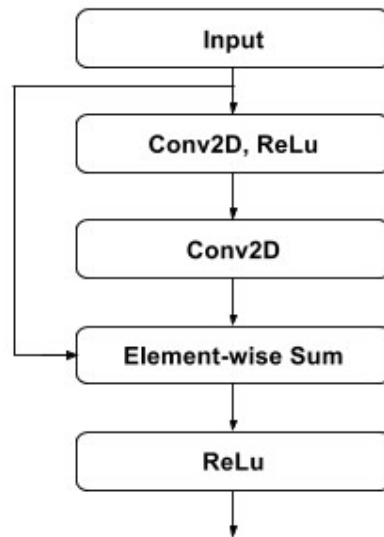 Input
Conv2D, ReLu
Conv2D
Element-wise Sum
ReLu